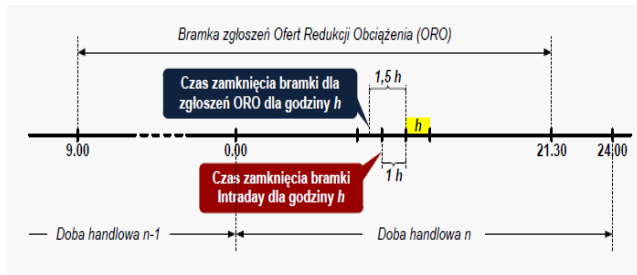 Bramka zgłoszeń Ofert Redukcji Obciążenia (ORO)
Czas zamknięcia bramki dla
zgłoszeń ORO dla godziny h
1,5 h
h
9.00
0.00
21.30
24.00
1 h
Czas zamknięcia bramki
Intraday dla godziny h
Doba handlowa n-1
Doba handlowa n